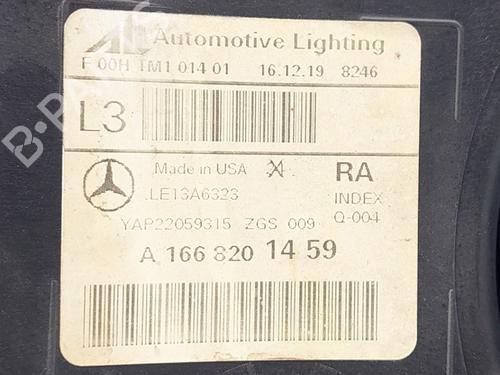 AL Automotive Lighting
F 00H TM1 014 01 16.12.19 8246
L3
Made in USA RA
.LE13A6323 INDEX
YAP22059315 ZGS 009 Q-004
A 166 820 14 59